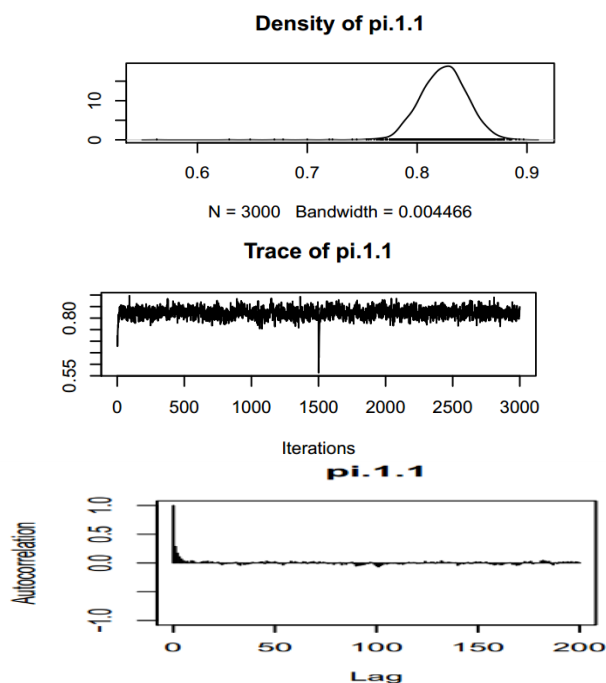 Density of pi.1.1
10
0
0.6 0.7 0.8 0.9
N = 3000 Bandwidth = 0.004466
Trace of pi.1.1
0.80
0.55
0 500 1000 1500 2000 2500 3000
Iterations
pi.1.1
Autocorrelation
1.0
0.5
0.0
-1.0
0 50 100 150 200
Lag